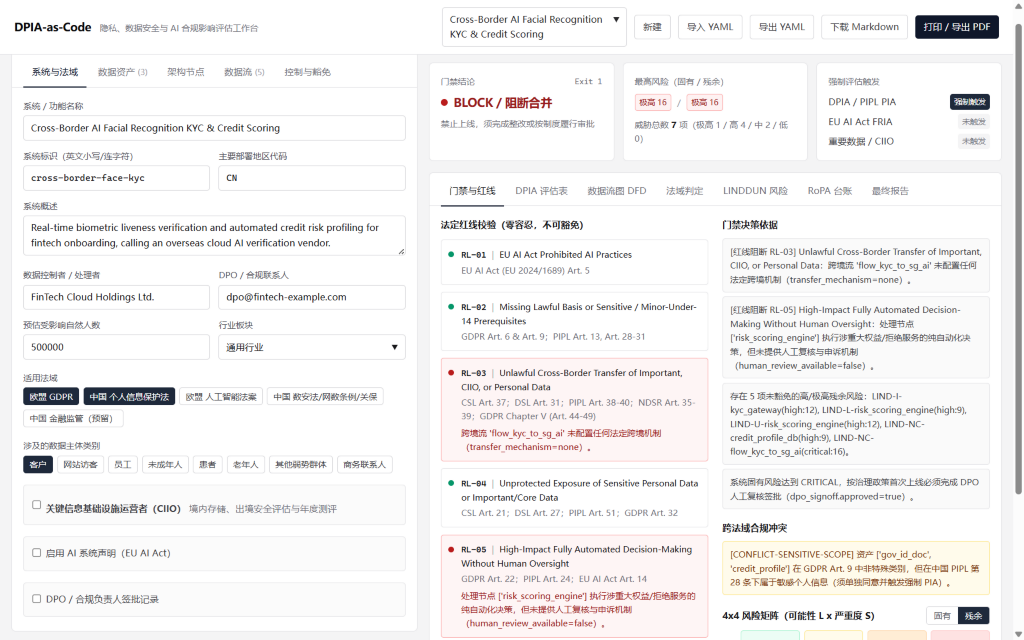 DPIA-as-Code 隐私、数据安全与 AI 合规影响评估工作台
Cross-Border AI Facial Recognition
KYC & Credit Scoring
▼
新建
导入 YAML
导出 YAML
下载 Markdown
打印 / 导出 PDF
系统与法域
数据资产 (3)
架构节点
数据流 (5)
控制与豁免
系统 / 功能名称
Cross-Border AI Facial Recognition KYC & Credit Scoring
系统标识（英文小写/连字符）
主要部署地区代码
cross-border-face-kyc
CN
系统概述
Real-time biometric liveness verification and automated credit risk profiling for
fintech onboarding, calling an overseas cloud AI verification vendor.
数据控制者 / 处理者
DPO / 合规联系人
FinTech Cloud Holdings Ltd.
dpo@fintech-example.com
预估受影响自然人数
行业板块
500000
通用行业
▼
适用法域
欧盟 GDPR
中国 个人信息保护法
欧盟 人工智能法案
中国 数安法/网数条例/关保
中国 金融监管（预留）
涉及的数据主体类别
客户
网站访客
员工
未成年人
患者
老年人
其他弱势群体
商务联系人
关键信息基础设施运营者（CIIO） 境内存储、出境安全评估与年度测评
启用 AI 系统声明（EU AI Act）
DPO / 合规负责人签批记录
门禁结论
Exit 1
BLOCK / 阻断合并
禁止上线，须完成整改或按制度履行审批
最高风险（固有 / 残余）
极高 16 / 极高 16
威胁总数 7 项（极高 1 / 高 4 / 中 2 / 低
0）
强制评估触发
DPIA / PIPL PIA
强制触发
EU AI Act FRIA
未触发
重要数据 / CIIO
未触发
门禁与红线
DPIA 评估表
数据流图 DFD
法域判定
LINDDUN 风险
RoPA 台账
最终报告
法定红线校验（零容忍，不可豁免）
RL-01 | EU AI Act Prohibited AI Practices
EU AI Act (EU 2024/1689) Art. 5
RL-02 | Missing Lawful Basis or Sensitive / Minor-Under-
14 Prerequisites
GDPR Art. 6 & Art. 9；PIPL Art. 13, Art. 28-31
RL-03 | Unlawful Cross-Border Transfer of Important,
CIIO, or Personal Data
CSL Art. 37；DSL Art. 31；PIPL Art. 38-40；NDSR Art. 35-
39；GDPR Chapter V (Art. 44-49)
跨境流 'flow_kyc_to_sg_ai' 未配置任何法定跨境机制
（transfer_mechanism=none）。
RL-04 | Unprotected Exposure of Sensitive Personal Data
or Important/Core Data
CSL Art. 21；DSL Art. 27；PIPL Art. 51；GDPR Art. 32
RL-05 | High-Impact Fully Automated Decision-Making
Without Human Oversight
GDPR Art. 22；PIPL Art. 24；EU AI Act Art. 14
处理节点 ['risk_scoring_engine'] 执行涉重大权益/拒绝服务的
纯自动化决策，但未提供人工复核与申诉机制
（human_review_available=false）。
门禁决策依据
[红线阻断 RL-03] Unlawful Cross-Border Transfer of Important,
CIIO, or Personal Data：跨境流 'flow_kyc_to_sg_ai' 未配置任何
法定跨境机制（transfer_mechanism=none）。
[红线阻断 RL-05] High-Impact Fully Automated Decision-
Making Without Human Oversight：处理节点
['risk_scoring_engine'] 执行涉重大权益/拒绝服务的纯自动化决
策，但未提供人工复核与申诉机制
（human_review_available=false）。
存在 5 项未豁免的高/极高残余风险：LIND-I-
kyc_gateway(high:12), LIND-L-risk_scoring_engine(high:9),
LIND-U-risk_scoring_engine(high:12), LIND-NC-
credit_profile_db(high:9), LIND-NC-
flow_kyc_to_sg_ai(critical:16)。
系统固有风险达到 CRITICAL，按治理政策首次上线必须完成 DPO
人工复核签批（dpo_signoff.approved=true）。
跨法域合规冲突
[CONFLICT-SENSITIVE-SCOPE] 资产 ['gov_id_doc',
'credit_profile'] 在 GDPR Art. 9 中非特殊类别，但在中国 PIPL 第
28 条下属于敏感个人信息（须单独同意并触发强制 PIA）。
4x4 风险矩阵（可能性 L x 严重度 S）
固有
残余